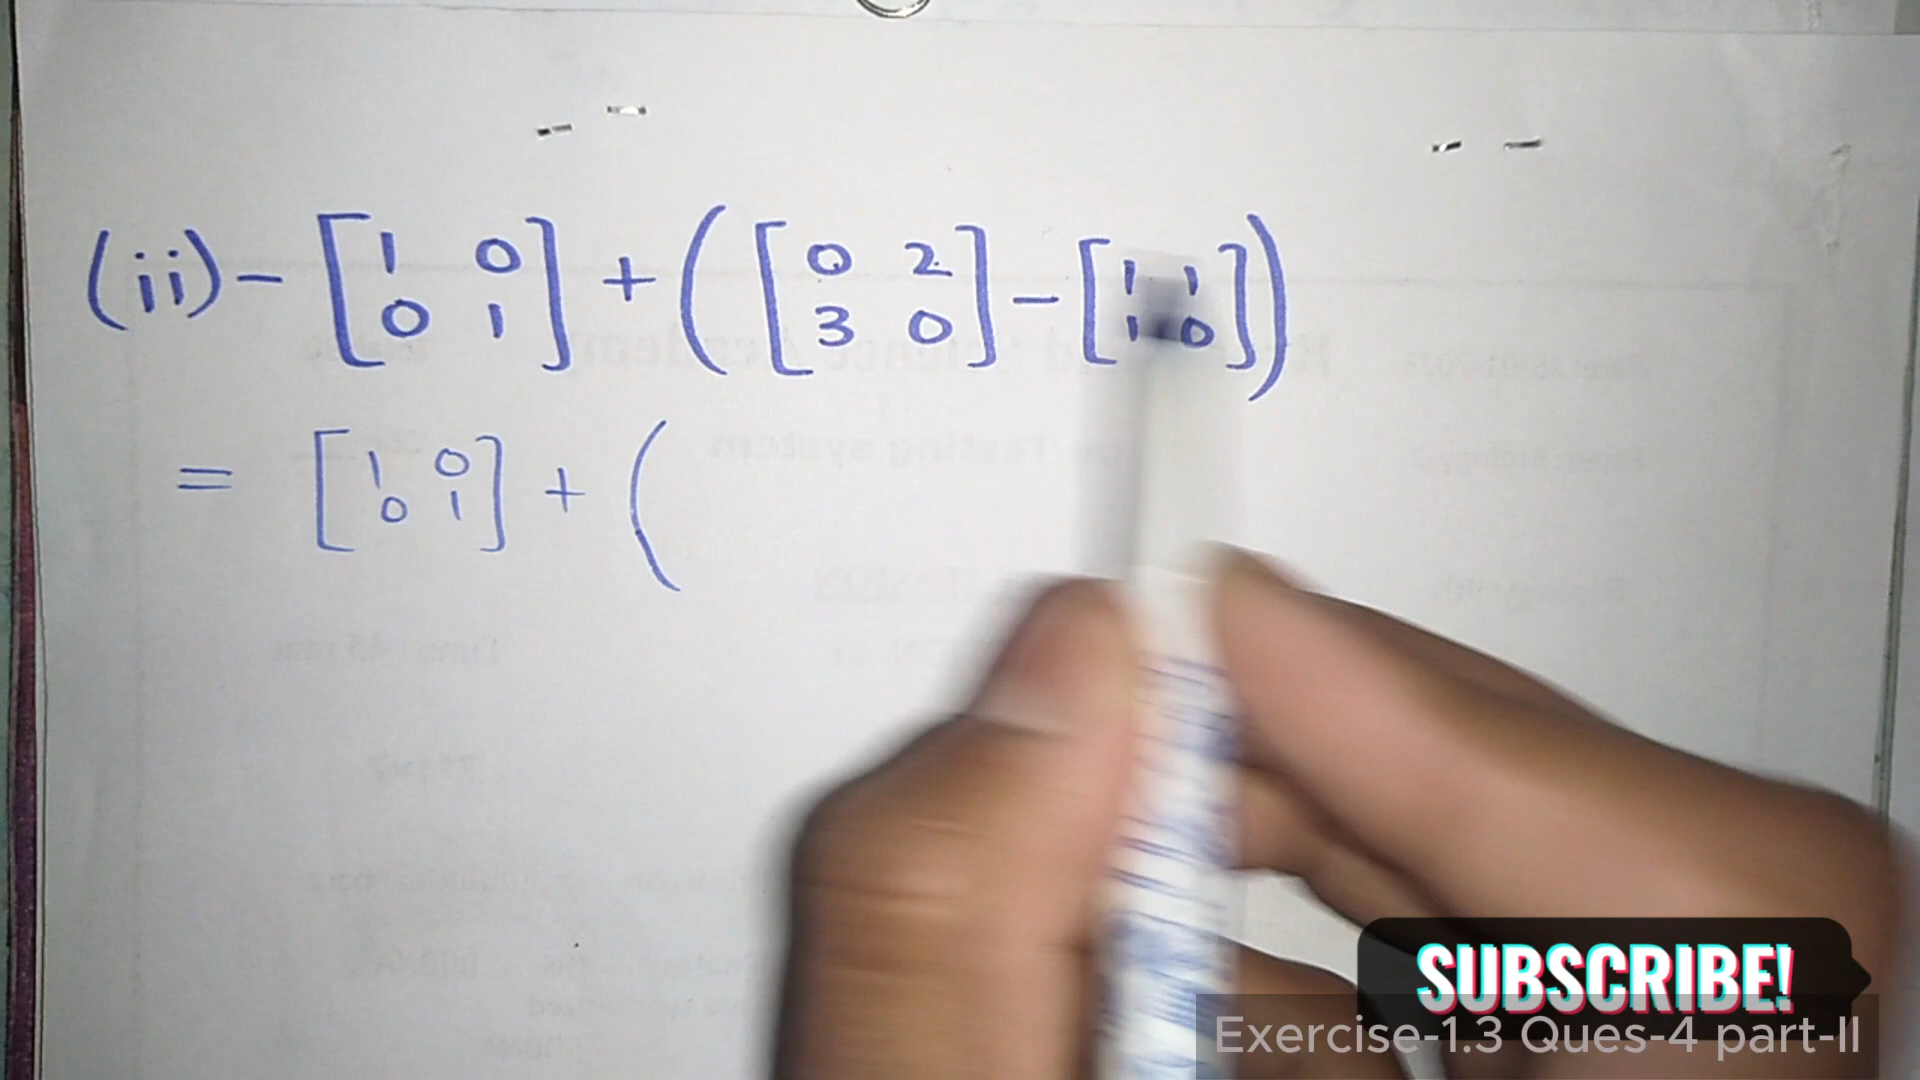 (ii)- [1 0 0 1] + ([0 2 3 0] - [1 1 1 0])
= [1 0 0 1] + (
SUBSCRIBE!
Exercise-1.3 Ques-4 part-II